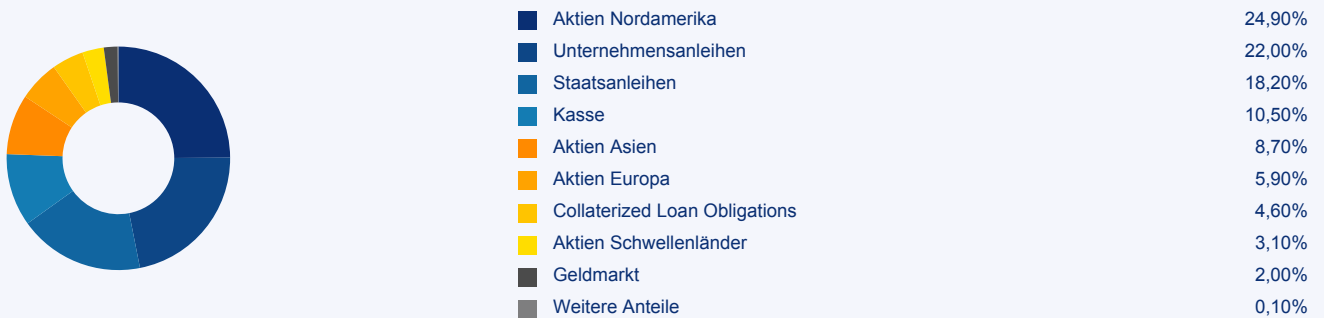 Aktien Nordamerika 24,90%
Unternehmensanleihen 22,00%
Staatsanleihen 18,20%
Kasse 10,50%
Aktien Asien 8,70%
Aktien Europa 5,90%
Collaterized Loan Obligations 4,60%
Aktien Schwellenländer 3,10%
Geldmarkt 2,00%
Weitere Anteile 0,10%